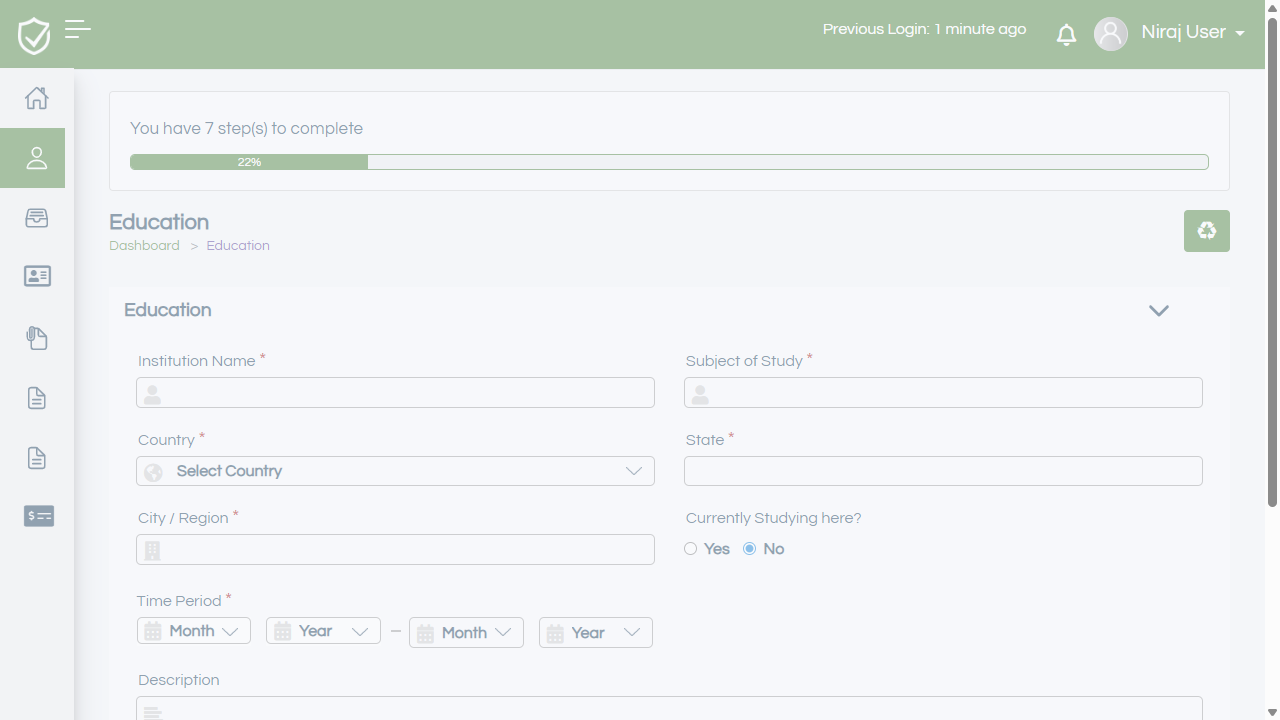 Previous Login: 1 minute ago
Niraj User
You have 7 step(s) to complete
22%
Education
Dashboard > Education
Education
Institution Name *
Subject of Study *
Country *
State *
Select Country
City / Region *
Currently Studying here?
Yes No
Time Period *
Month Year – Month Year
Description